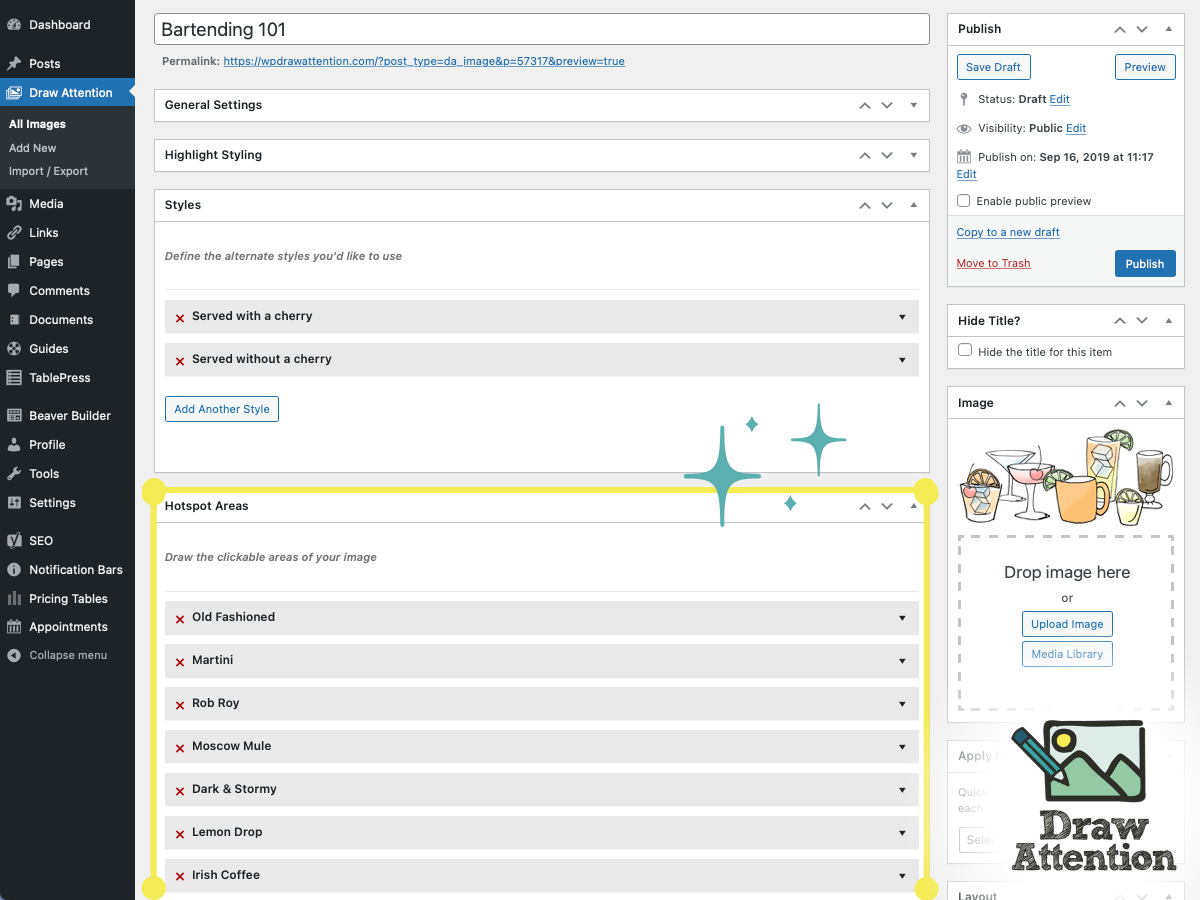 Dashboard
Posts
Draw Attention
All Images
Add New
Import / Export
Media
Links
Pages
Comments
Documents
Guides
TablePress
Beaver Builder
Profile
Tools
Settings
SEO
Notification Bars
Pricing Tables
Appointments
Collapse menu
Bartending 101
Permalink: https://wpdrawattention.com/?post_type=da_image&p=57317&preview=true
General Settings
Highlight Styling
Styles
Define the alternate styles you'd like to use
Served with a cherry
Served without a cherry
Add Another Style
Hotspot Areas
Draw the clickable areas of your image
Old Fashioned
Martini
Rob Roy
Moscow Mule
Dark & Stormy
Lemon Drop
Irish Coffee
Publish
Save Draft
Preview
Status: Draft Edit
Visibility: Public Edit
Publish on: Sep 16, 2019 at 11:17
Edit
Enable public preview
Copy to a new draft
Move to Trash
Publish
Hide Title?
Hide the title for this item
Image
Drop image here
or
Upload Image
Media Library
Apply
Quick
each
Draw
Attention
Layout